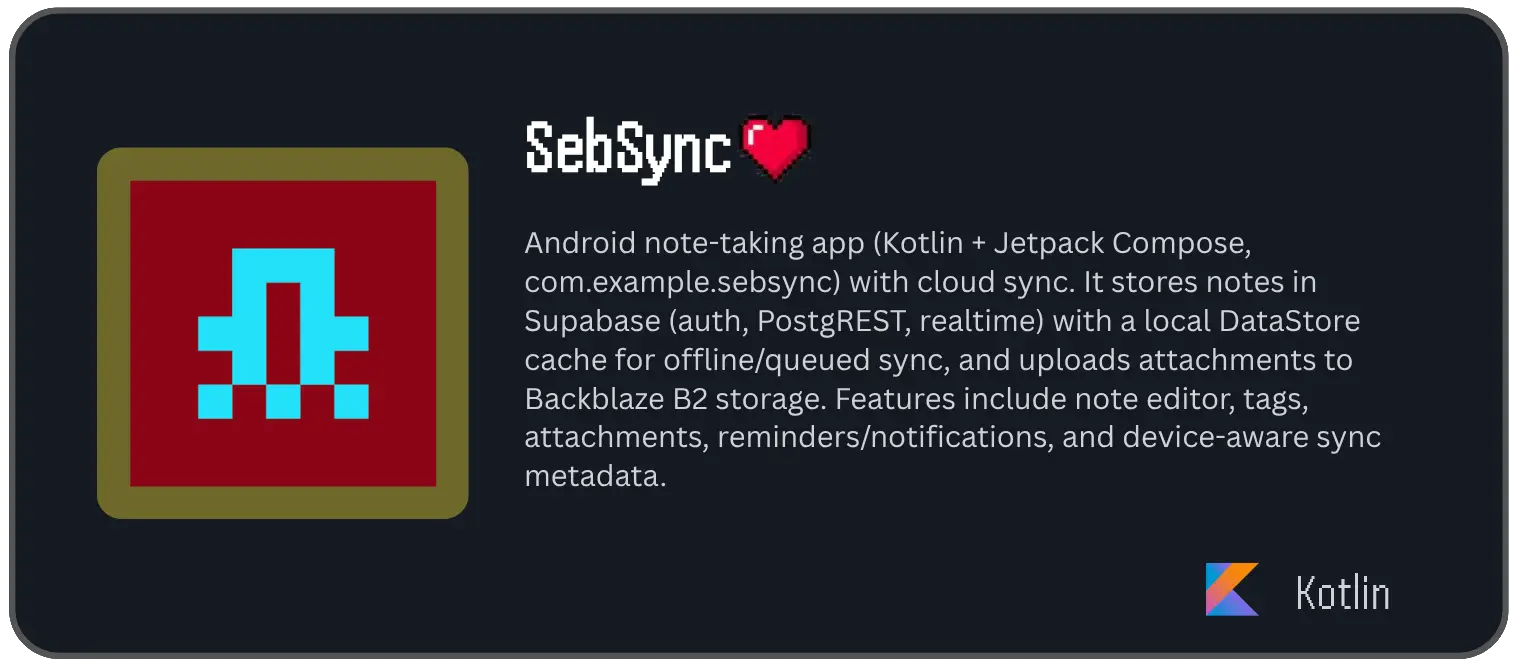 SebSync
Android note-taking app (Kotlin + Jetpack Compose,
com.example.sebsync) with cloud sync. It stores notes in
Supabase (auth, PostgREST, realtime) with a local DataStore
cache for offline/queued sync, and uploads attachments to
Backblaze B2 storage. Features include note editor, tags,
attachments, reminders/notifications, and device-aware sync
metadata.
Kotlin